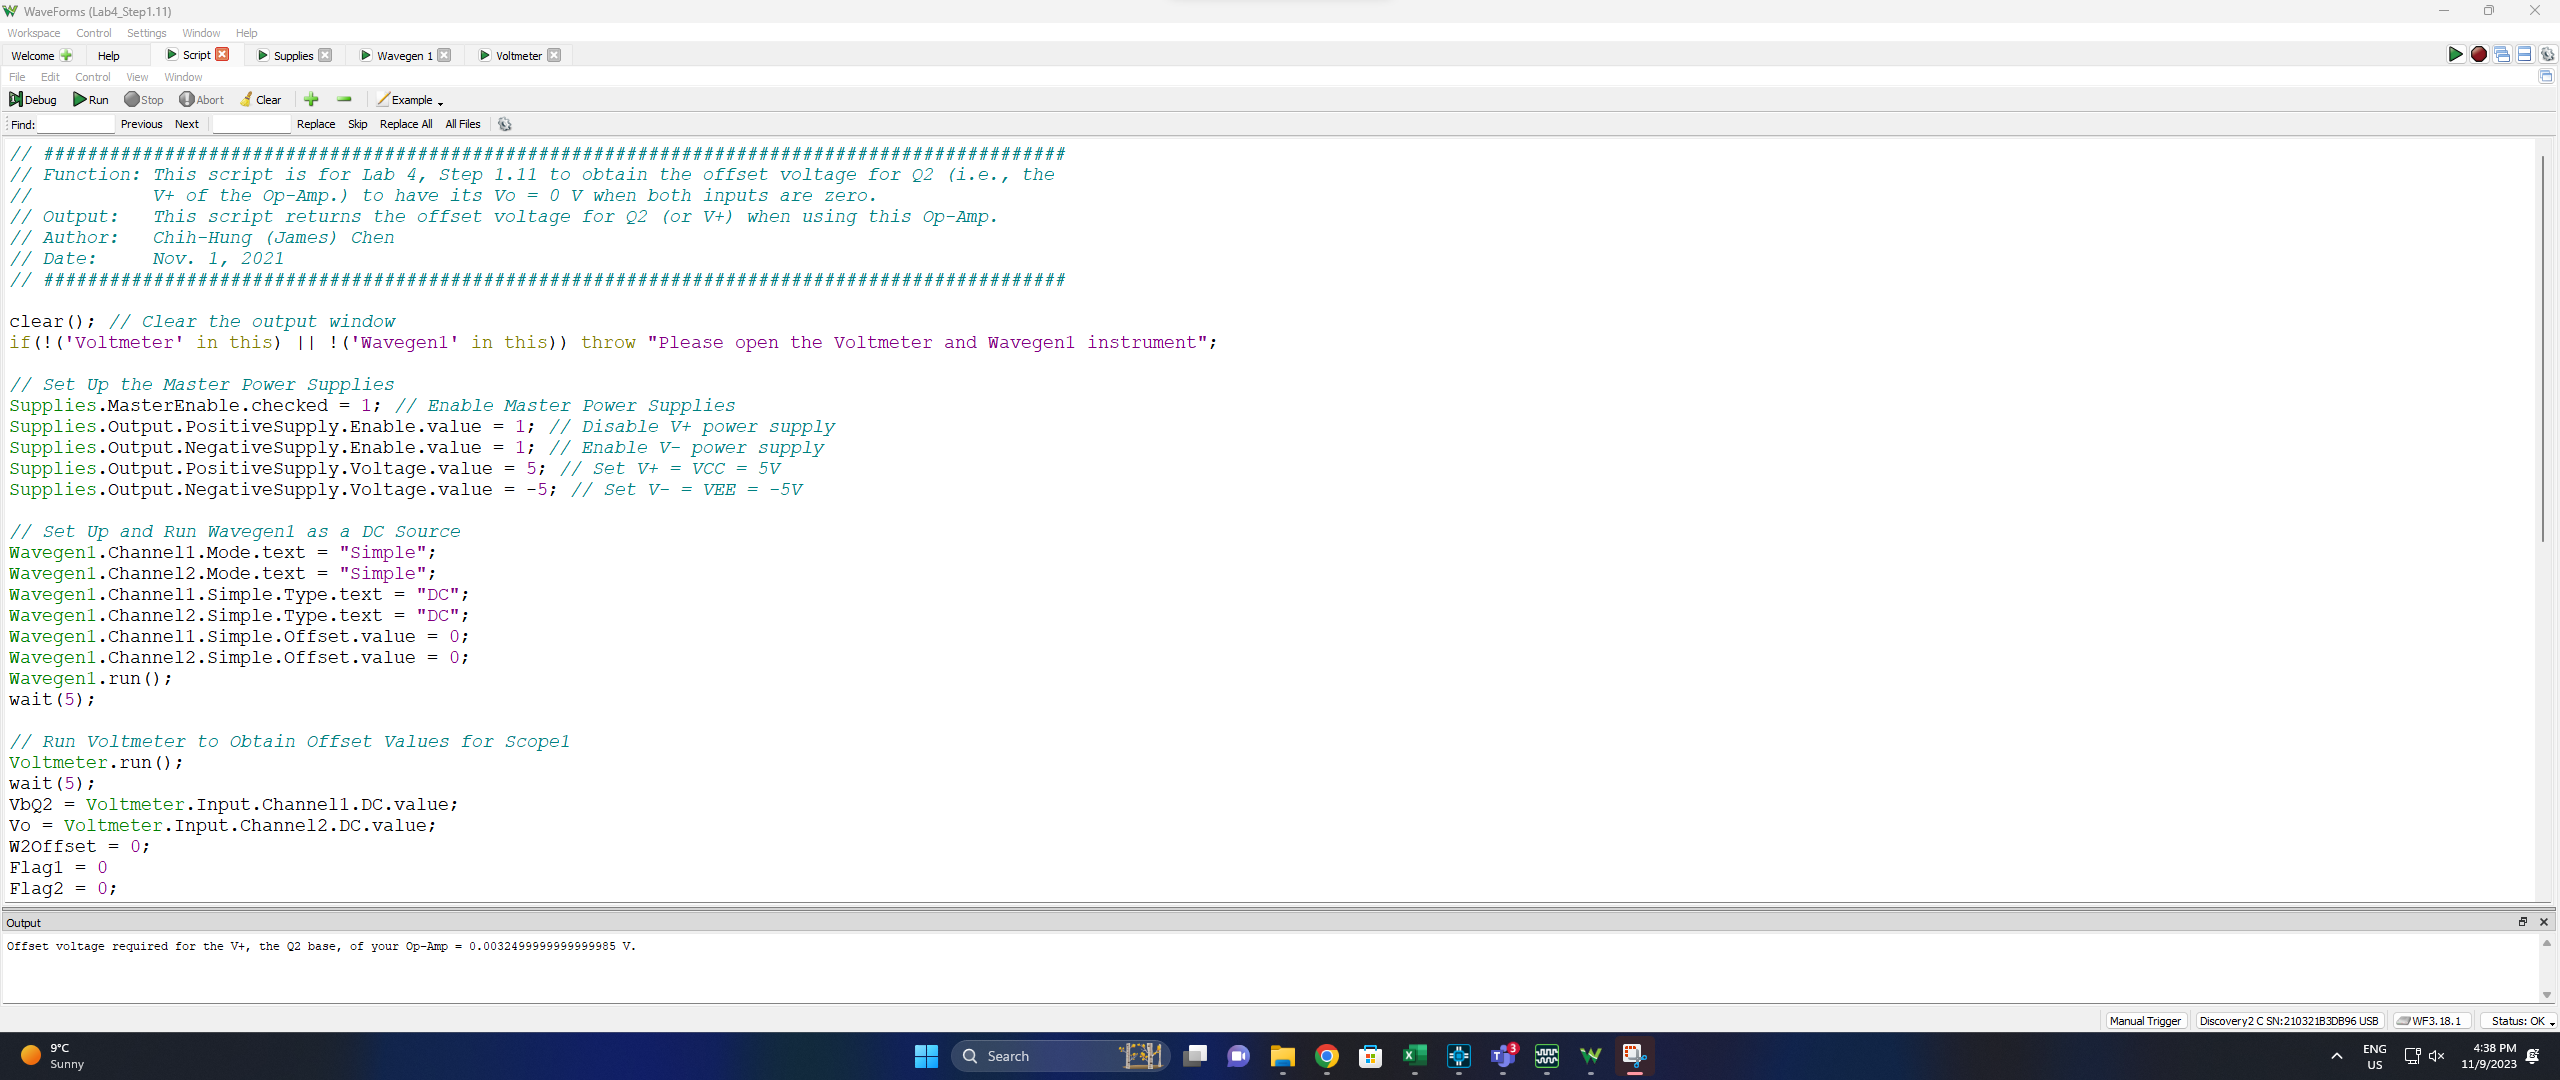 WaveForms (Lab4_Step1.11)
Workspace Control Settings Window Help
Welcome Help Script Supplies Wavegen 1 Voltmeter
File Edit Control View Window
Debug Run Stop Abort Clear Example
Find: Previous Next Replace Skip Replace All All Files
// #############################################################################################
// Function: This script is for Lab 4, Step 1.11 to obtain the offset voltage for Q2 (i.e., the
// V+ of the Op-Amp.) to have its Vo = 0 V when both inputs are zero.
// Output: This script returns the offset voltage for Q2 (or V+) when using this Op-Amp.
// Author: Chih-Hung (James) Chen
// Date: Nov. 1, 2021
// #############################################################################################
clear(); // Clear the output window
if(!('Voltmeter' in this) || !('Wavegen1' in this)) throw "Please open the Voltmeter and Wavegen1 instrument";
// Set Up the Master Power Supplies
Supplies.MasterEnable.checked = 1; // Enable Master Power Supplies
Supplies.Output.PositiveSupply.Enable.value = 1; // Disable V+ power supply
Supplies.Output.NegativeSupply.Enable.value = 1; // Enable V- power supply
Supplies.Output.PositiveSupply.Voltage.value = 5; // Set V+ = VCC = 5V
Supplies.Output.NegativeSupply.Voltage.value = -5; // Set V- = VEE = -5V
// Set Up and Run Wavegen1 as a DC Source
Wavegen1.Channel1.Mode.text = "Simple";
Wavegen1.Channel2.Mode.text = "Simple";
Wavegen1.Channel1.Simple.Type.text = "DC";
Wavegen1.Channel2.Simple.Type.text = "DC";
Wavegen1.Channel1.Simple.Offset.value = 0;
Wavegen1.Channel2.Simple.Offset.value = 0;
Wavegen1.run();
wait(5);
// Run Voltmeter to Obtain Offset Values for Scope1
Voltmeter.run();
wait(5);
VbQ2 = Voltmeter.Input.Channel1.DC.value;
Vo = Voltmeter.Input.Channel2.DC.value;
W2Offset = 0;
Flag1 = 0
Flag2 = 0;
Output
Offset voltage required for the V+, the Q2 base, of your Op-Amp = 0.0032499999999999985 V.
Manual Trigger Discovery2 C SN:210321B3DB96 USB WF3.18.1 Status: OK
9°C
Sunny
Search
3
ENG
US
4:38 PM
11/9/2023